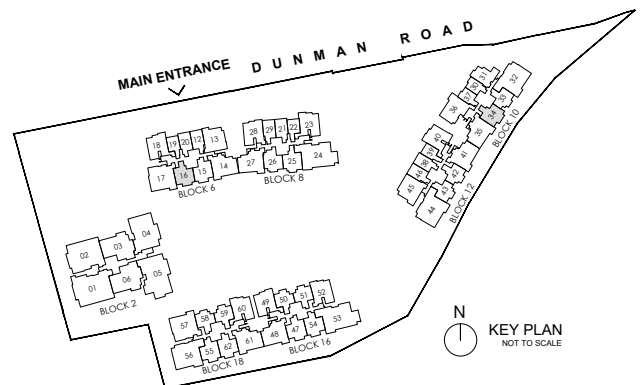 DUNMAN ROAD
MAIN ENTRANCE
32
31
30
37
33
36
34
35
BLOCK 10
18 19 20 12 13
28 29 21 22 23
17 16 15 14
27 26 25 24
BLOCK 6
BLOCK 8
40
39
38
46
45
41
42
43
44
BLOCK 12
02 03 04
01 06 05
BLOCK 2
57 58 59 60
49 50 51 52
56 55 62 61
48 47 54 53
BLOCK 18
BLOCK 16
N
KEY PLAN
NOT TO SCALE